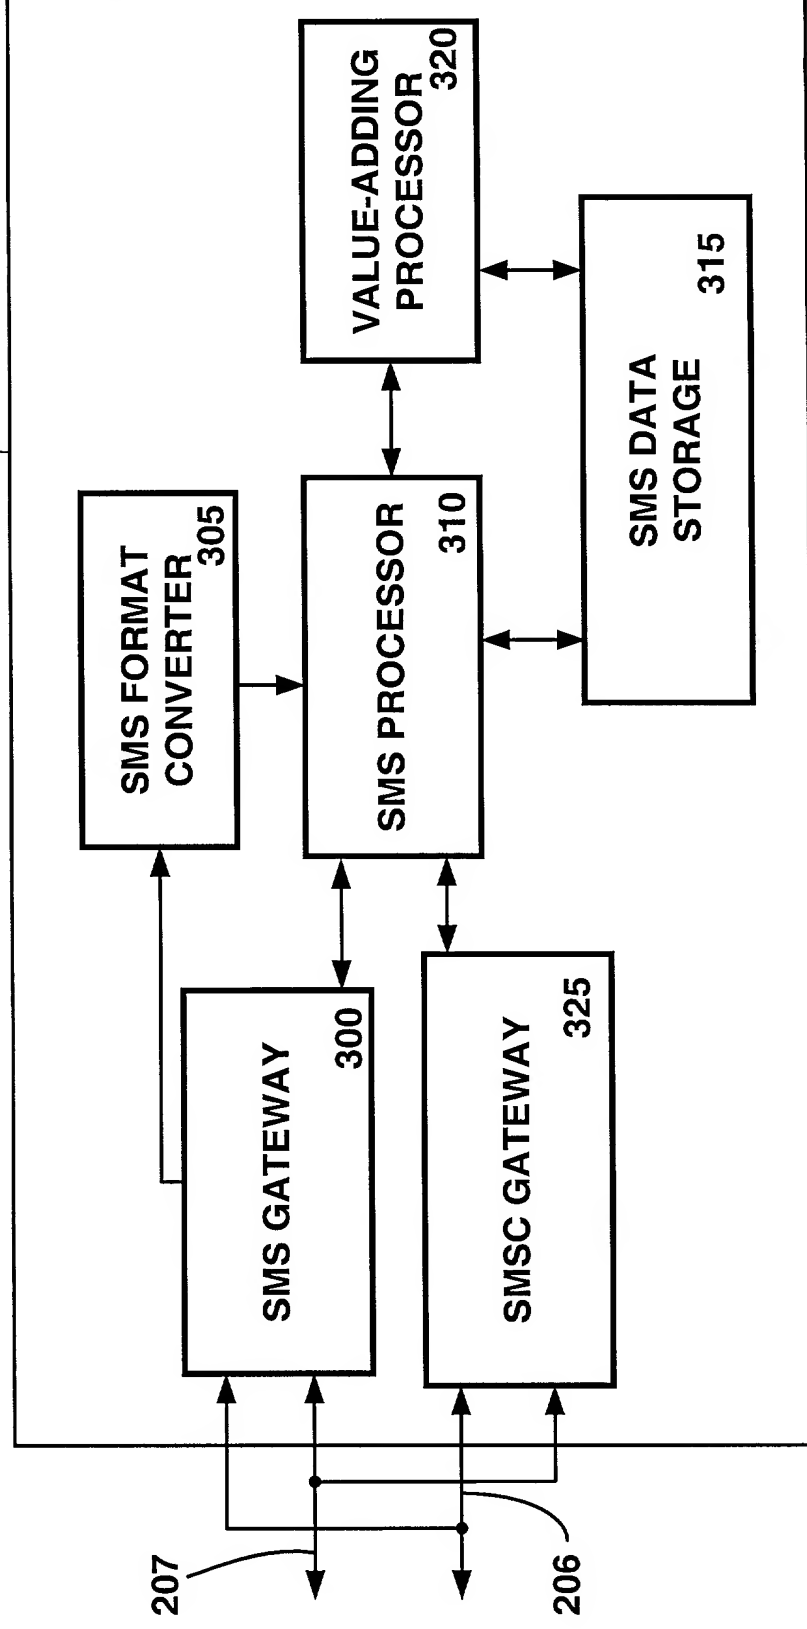 SMS FORMAT
CONVERTER
305
207
SMS GATEWAY
300
SMS PROCESSOR
310
VALUE-ADDING
PROCESSOR
320
206
SMSC GATEWAY
325
SMS DATA
STORAGE
315